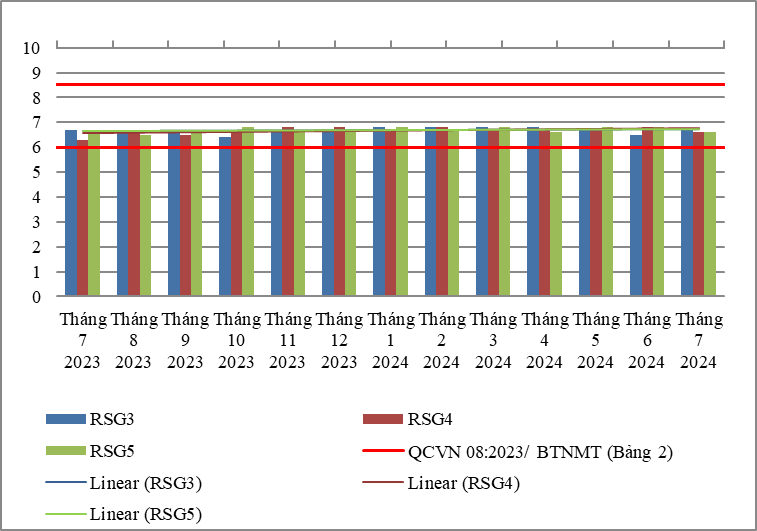 10
9
8
7
6
5
4
3
2
1
0
Tháng 7 2023
Tháng 8 2023
Tháng 9 2023
Tháng 10 2023
Tháng 11 2023
Tháng 12 2023
Tháng 1 2024
Tháng 2 2024
Tháng 3 2024
Tháng 4 2024
Tháng 5 2024
Tháng 6 2024
Tháng 7 2024
RSG3
RSG4
RSG5
QCVN 08:2023/ BTNMT (Bảng 2)
Linear (RSG3)
Linear (RSG4)
Linear (RSG5)